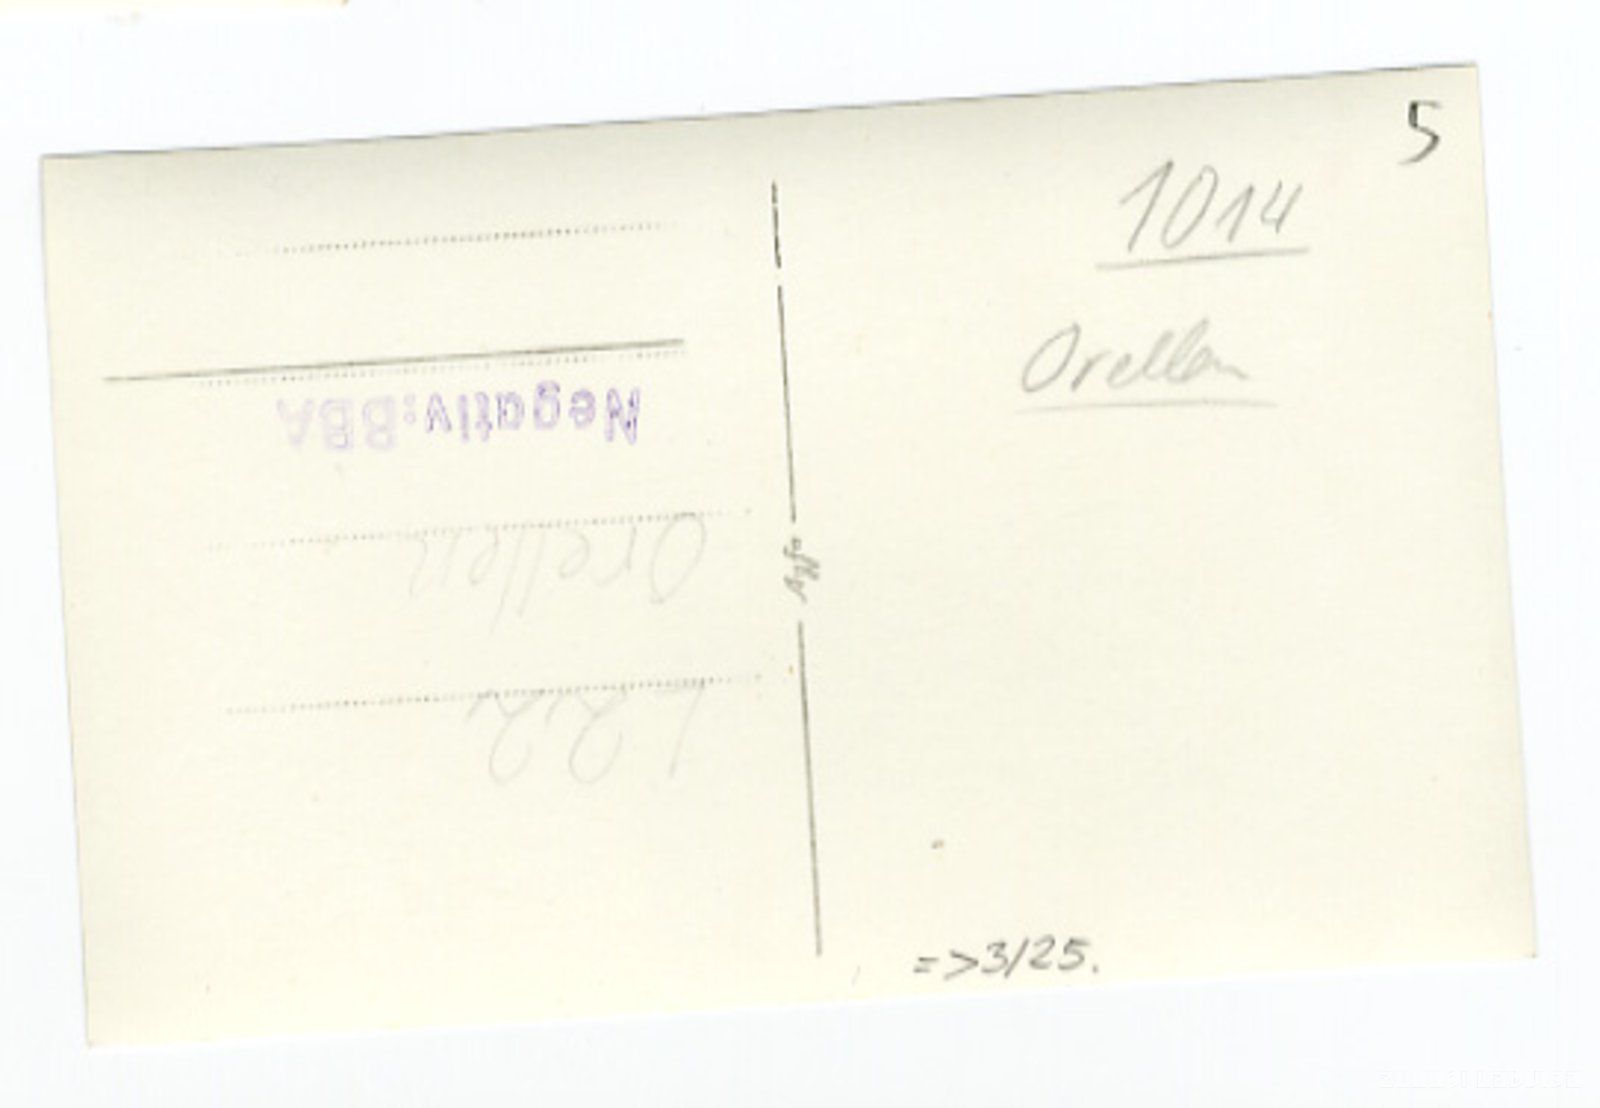 5
1014
Orellen
Negativ: BBA
Orellen
122
Agfa
=>3/25.